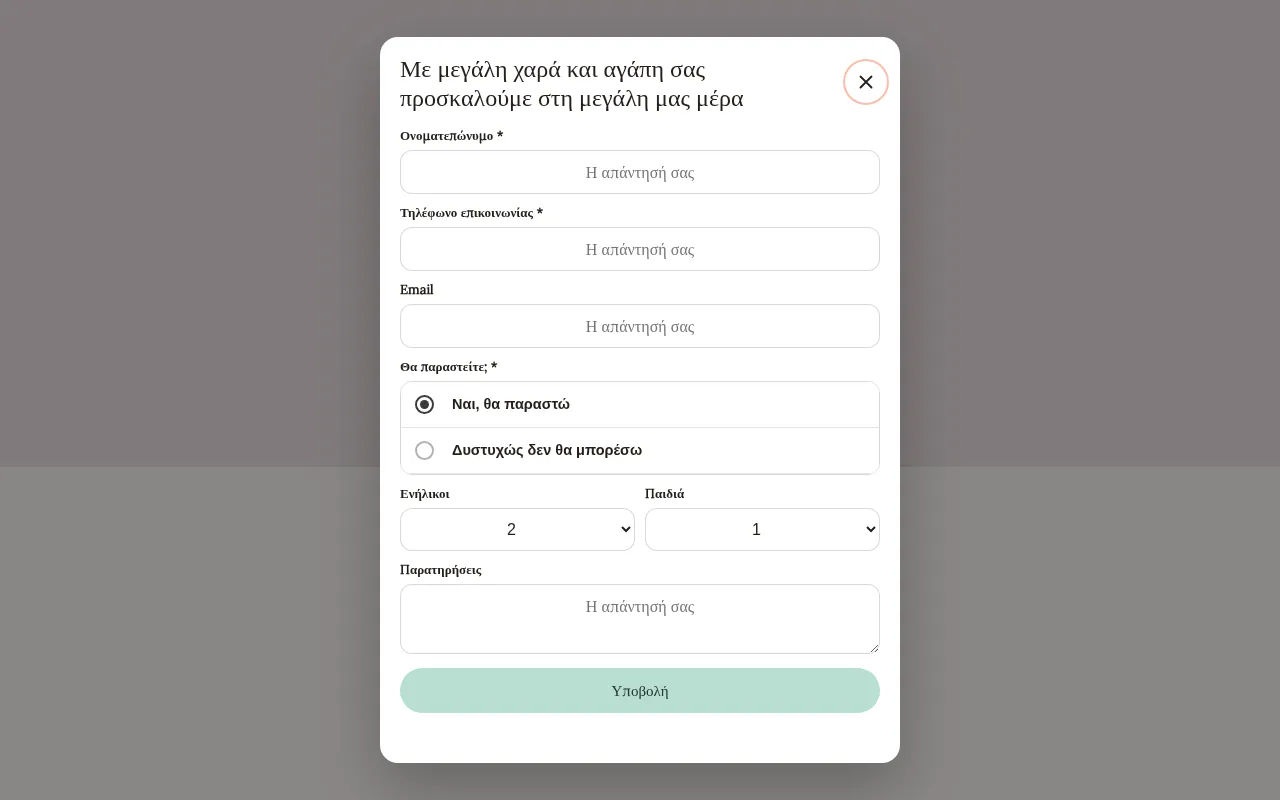 Με μεγάλη χαρά και αγάπη σας
προσκαλούμε στη μεγάλη μας μέρα
Ονοματεπώνυμο *
Η απάντησή σας
Τηλέφωνο επικοινωνίας *
Η απάντησή σας
Email
Η απάντησή σας
Θα παραστείτε; *
Ναι, θα παραστώ
Δυστυχώς δεν θα μπορέσω
Ενήλικοι Παιδιά
2 1
Παρατηρήσεις
Η απάντησή σας
Υποβολή